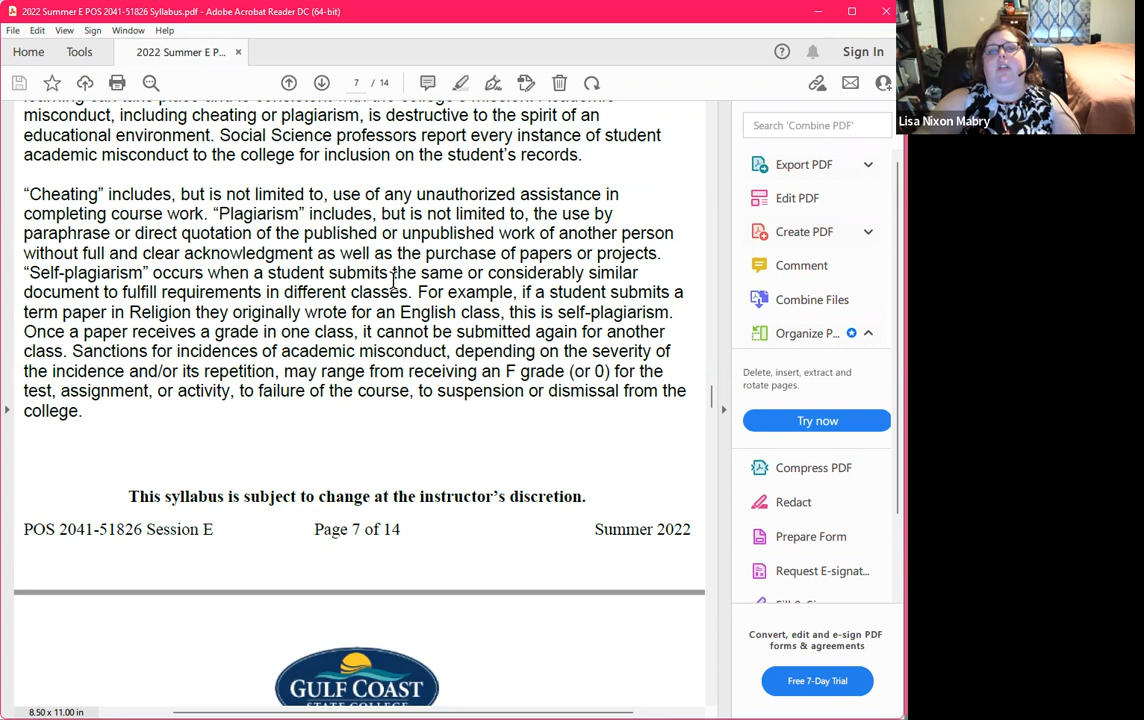 2022 Summer E POS 2041-51826 Syllabus.pdf - Adobe Acrobat Reader DC (64-bit)
File Edit View Sign Window Help
Home Tools 2022 Summer E P... × Sign In
7 / 14
misconduct, including cheating or plagiarism, is destructive to the spirit of an
educational environment. Social Science professors report every instance of student
academic misconduct to the college for inclusion on the student's records.
“Cheating” includes, but is not limited to, use of any unauthorized assistance in
completing course work. “Plagiarism” includes, but is not limited to, the use by
paraphrase or direct quotation of the published or unpublished work of another person
without full and clear acknowledgment as well as the purchase of papers or projects.
“Self-plagiarism” occurs when a student submits the same or considerably similar
document to fulfill requirements in different classes. For example, if a student submits a
term paper in Religion they originally wrote for an English class, this is self-plagiarism.
Once a paper receives a grade in one class, it cannot be submitted again for another
class. Sanctions for incidences of academic misconduct, depending on the severity of
the incidence and/or its repetition, may range from receiving an F grade (or 0) for the
test, assignment, or activity, to failure of the course, to suspension or dismissal from the
college.
This syllabus is subject to change at the instructor's discretion.
POS 2041-51826 Session E Page 7 of 14 Summer 2022
GULF COAST
STATE COLLEGE
8.50 x 11.00 in
Search 'Combine PDF'
Export PDF
Edit PDF
Create PDF
Comment
Combine Files
Organize P...
Delete, insert, extract and
rotate pages.
Try now
Compress PDF
Redact
Prepare Form
Request E-signat...
Convert, edit and e-sign PDF
forms & agreements
Free 7-Day Trial
Lisa Nixon Mabry